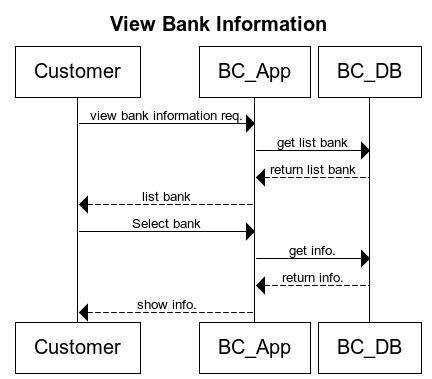 View Bank Information
Customer BC_App BC_DB
view bank information req.
get list bank
return list bank
list bank
Select bank
get info.
return info.
show info.
Customer BC_App BC_DB